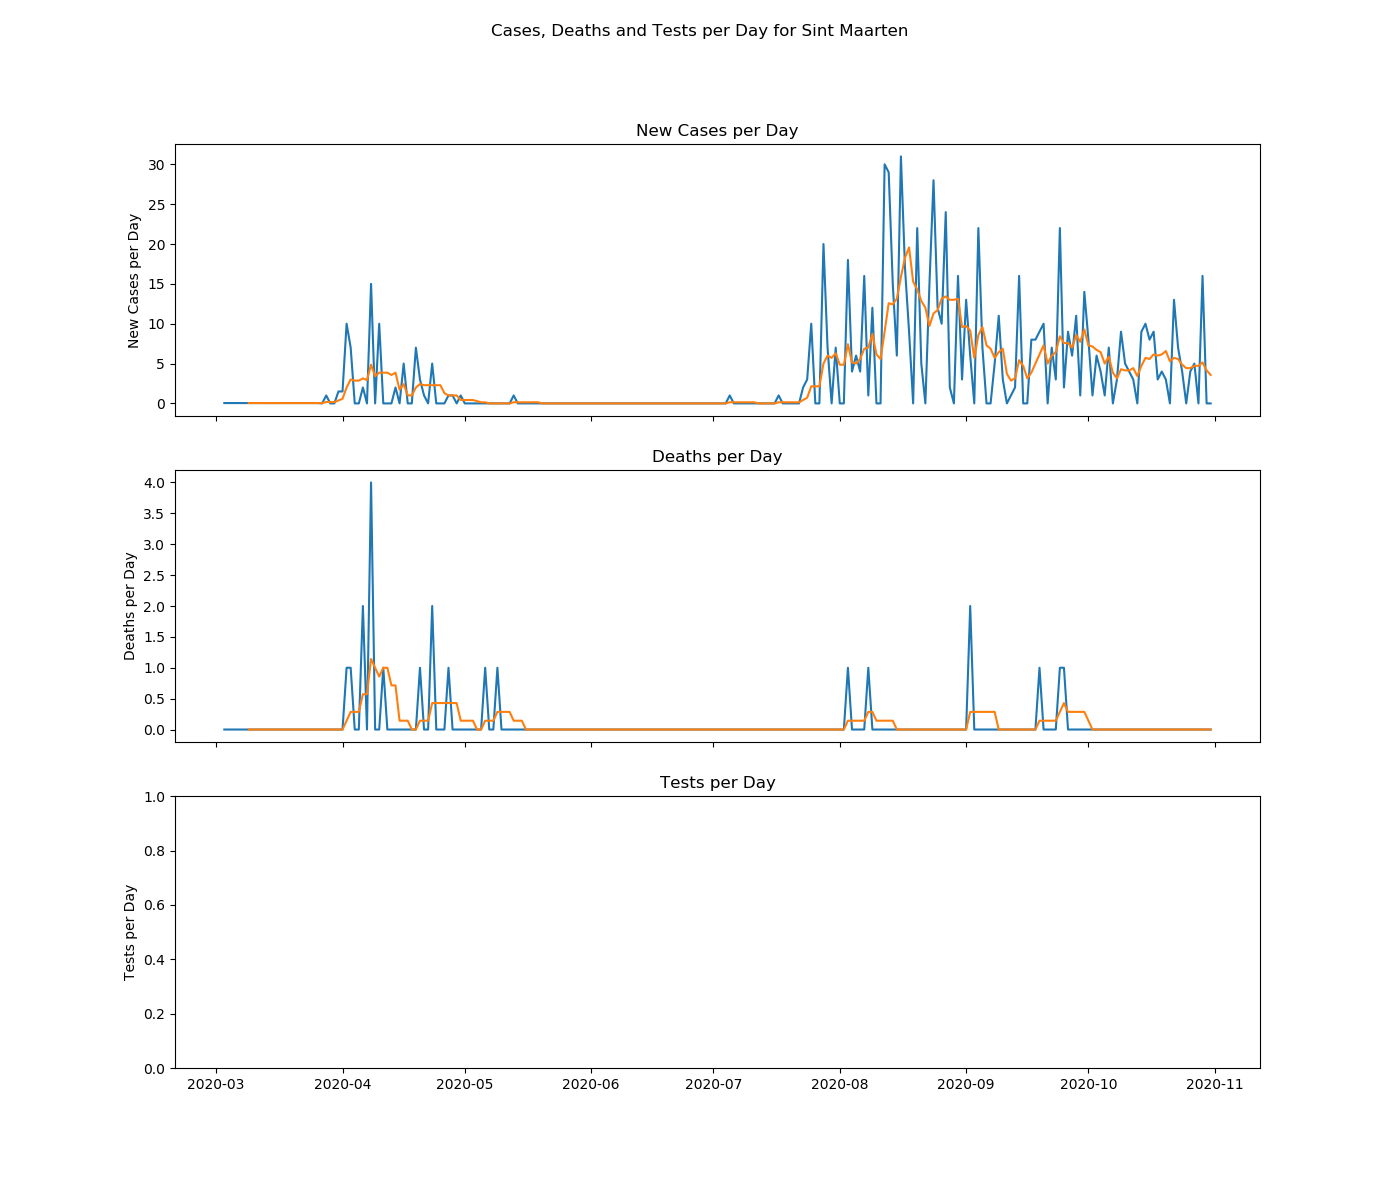 Cases, Deaths and Tests per Day for Sint Maarten
New Cases per Day
New Cases per Day
30
25
20
15
10
5
0
Deaths per Day
Deaths per Day
4.0
3.5
3.0
2.5
2.0
1.5
1.0
0.5
0.0
Tests per Day
Tests per Day
1.0
0.8
0.6
0.4
0.2
0.0
2020-03 2020-04 2020-05 2020-06 2020-07 2020-08 2020-09 2020-10 2020-11